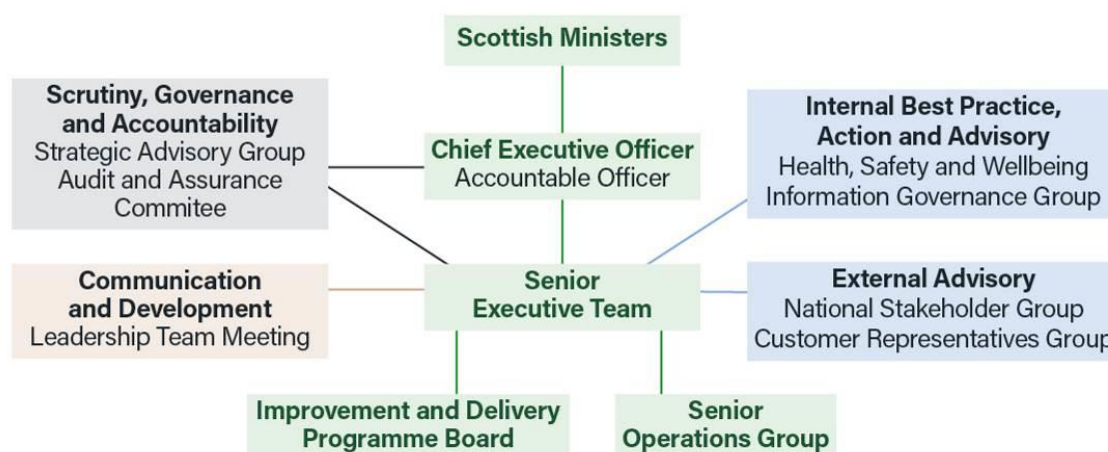 Scottish Ministers
Scrutiny, Governance
and Accountability
Strategic Advisory Group
Audit and Assurance
Commitee
Chief Executive Officer
Accountable Officer
Internal Best Practice,
Action and Advisory
Health, Safety and Wellbeing
Information Governance Group
Communication
and Development
Leadership Team Meeting
Senior
Executive Team
External Advisory
National Stakeholder Group
Customer Representatives Group
Improvement and Delivery
Programme Board
Senior
Operations Group